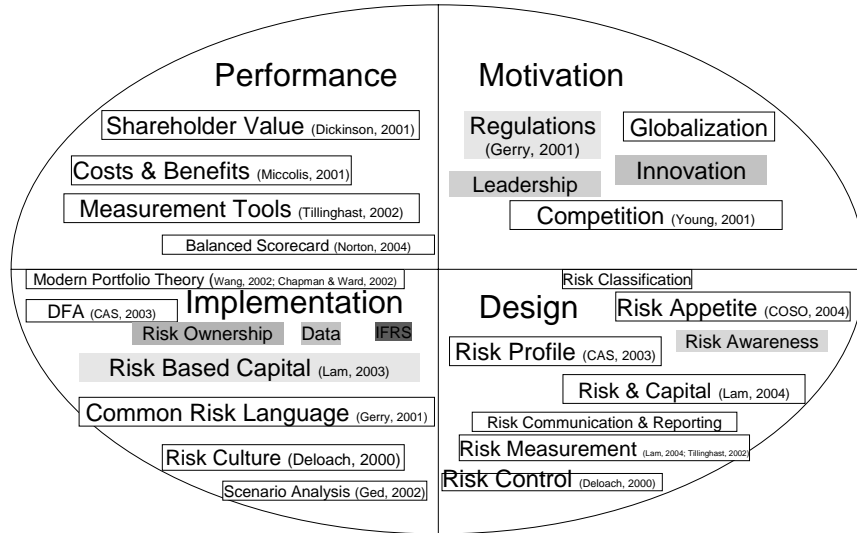 Performance
Shareholder Value (Dickinson, 2001)
Costs & Benefits (Miccolis, 2001)
Measurement Tools (Tillinghast, 2002)
Balanced Scorecard (Norton, 2004)
Motivation
Regulations
(Gerry, 2001)
Globalization
Leadership
Innovation
Competition (Young, 2001)
Modern Portfolio Theory (Wang, 2002; Chapman & Ward, 2002)
DFA (CAS, 2003)
Implementation
Risk Ownership
Data
IFRS
Risk Based Capital (Lam, 2003)
Common Risk Language (Gerry, 2001)
Risk Culture (Deloach, 2000)
Scenario Analysis (Ged, 2002)
Risk Classification
Design
Risk Appetite (COSO, 2004)
Risk Awareness
Risk Profile (CAS, 2003)
Risk & Capital (Lam, 2004)
Risk Communication & Reporting
Risk Measurement (Lam, 2004; Tillinghast, 2002)
Risk Control (Deloach, 2000)